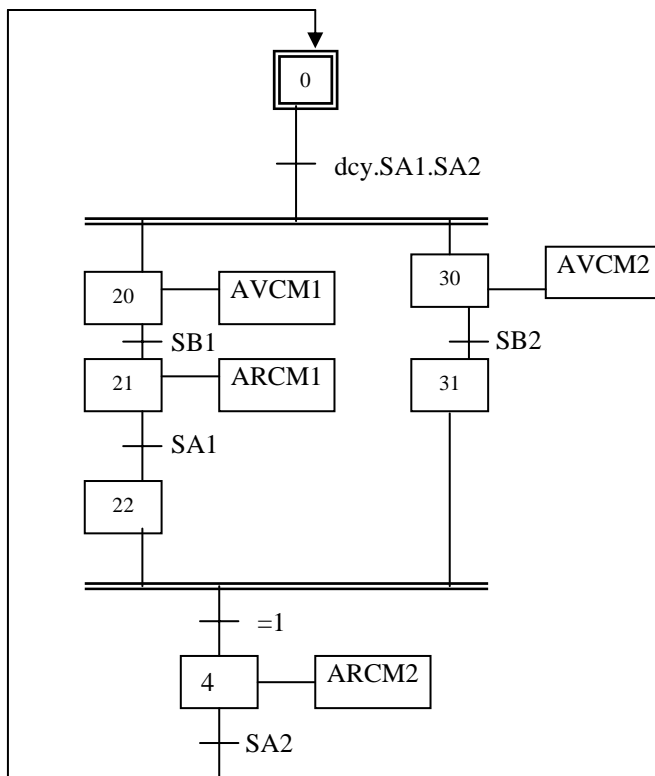 0
dcy.SA1.SA2
20
AVCM1
30
AVCM2
SB1
SB2
21
ARCM1
31
SA1
22
=1
4
ARCM2
SA2